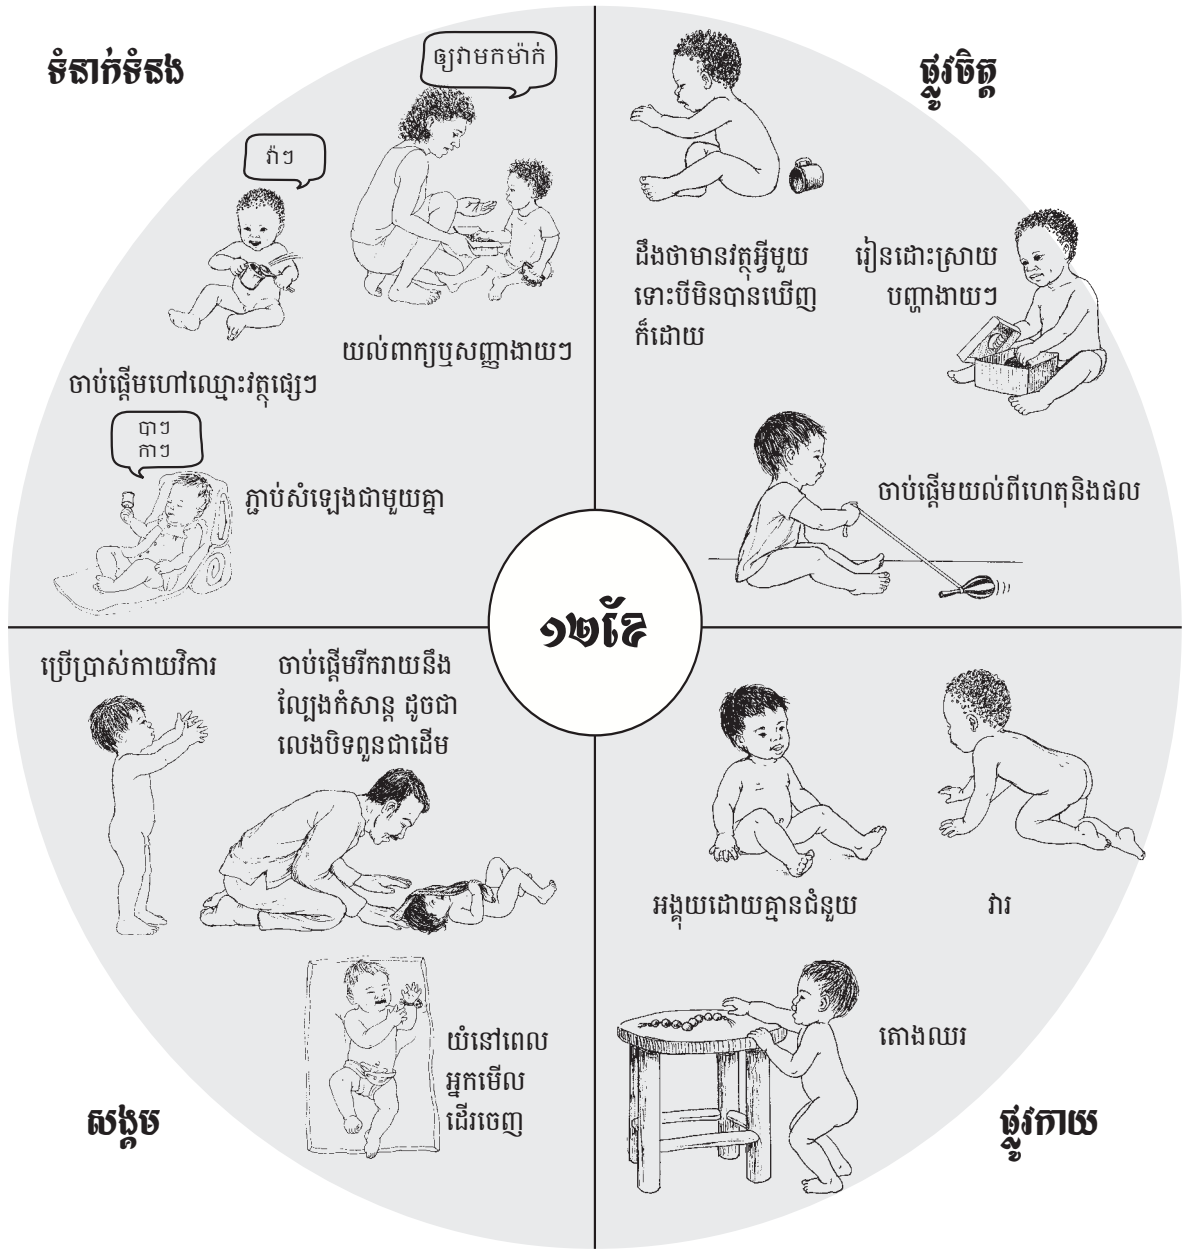 ទំនាក់ទំនង
ឲ្យវាមកម៉ាក់
វ៉ាៗ
យល់ពាក្យឬសញ្ញាងាយៗ
ចាប់ផ្តើមហៅឈ្មោះវត្ថុផ្សេៗ
បាៗ
កាៗ
ភ្ជាប់សំឡេងជាមួយគ្នា
ផ្លូវចិត្ត
ដឹងថាមានវត្ថុអ្វីមួយ
ទោះបីមិនបានឃើញ
ក៏ដោយ
រៀនដោះស្រាយ
បញ្ហាងាយៗ
ចាប់ផ្តើមយល់ពីហេតុនិងផល
១២ខែ
ប្រើប្រាស់កាយវិការ
ចាប់ផ្តើមរីករាយនឹង
ល្បែងកំសាន្ត ដូចជា
លេងបិទពួនជាដើម
យំនៅពេល
អ្នកមើល
ដើរចេញ
សង្គម
អង្គុយដោយគ្មានជំនួយ
វារ
តោងឈរ
ផ្លូវកាយ